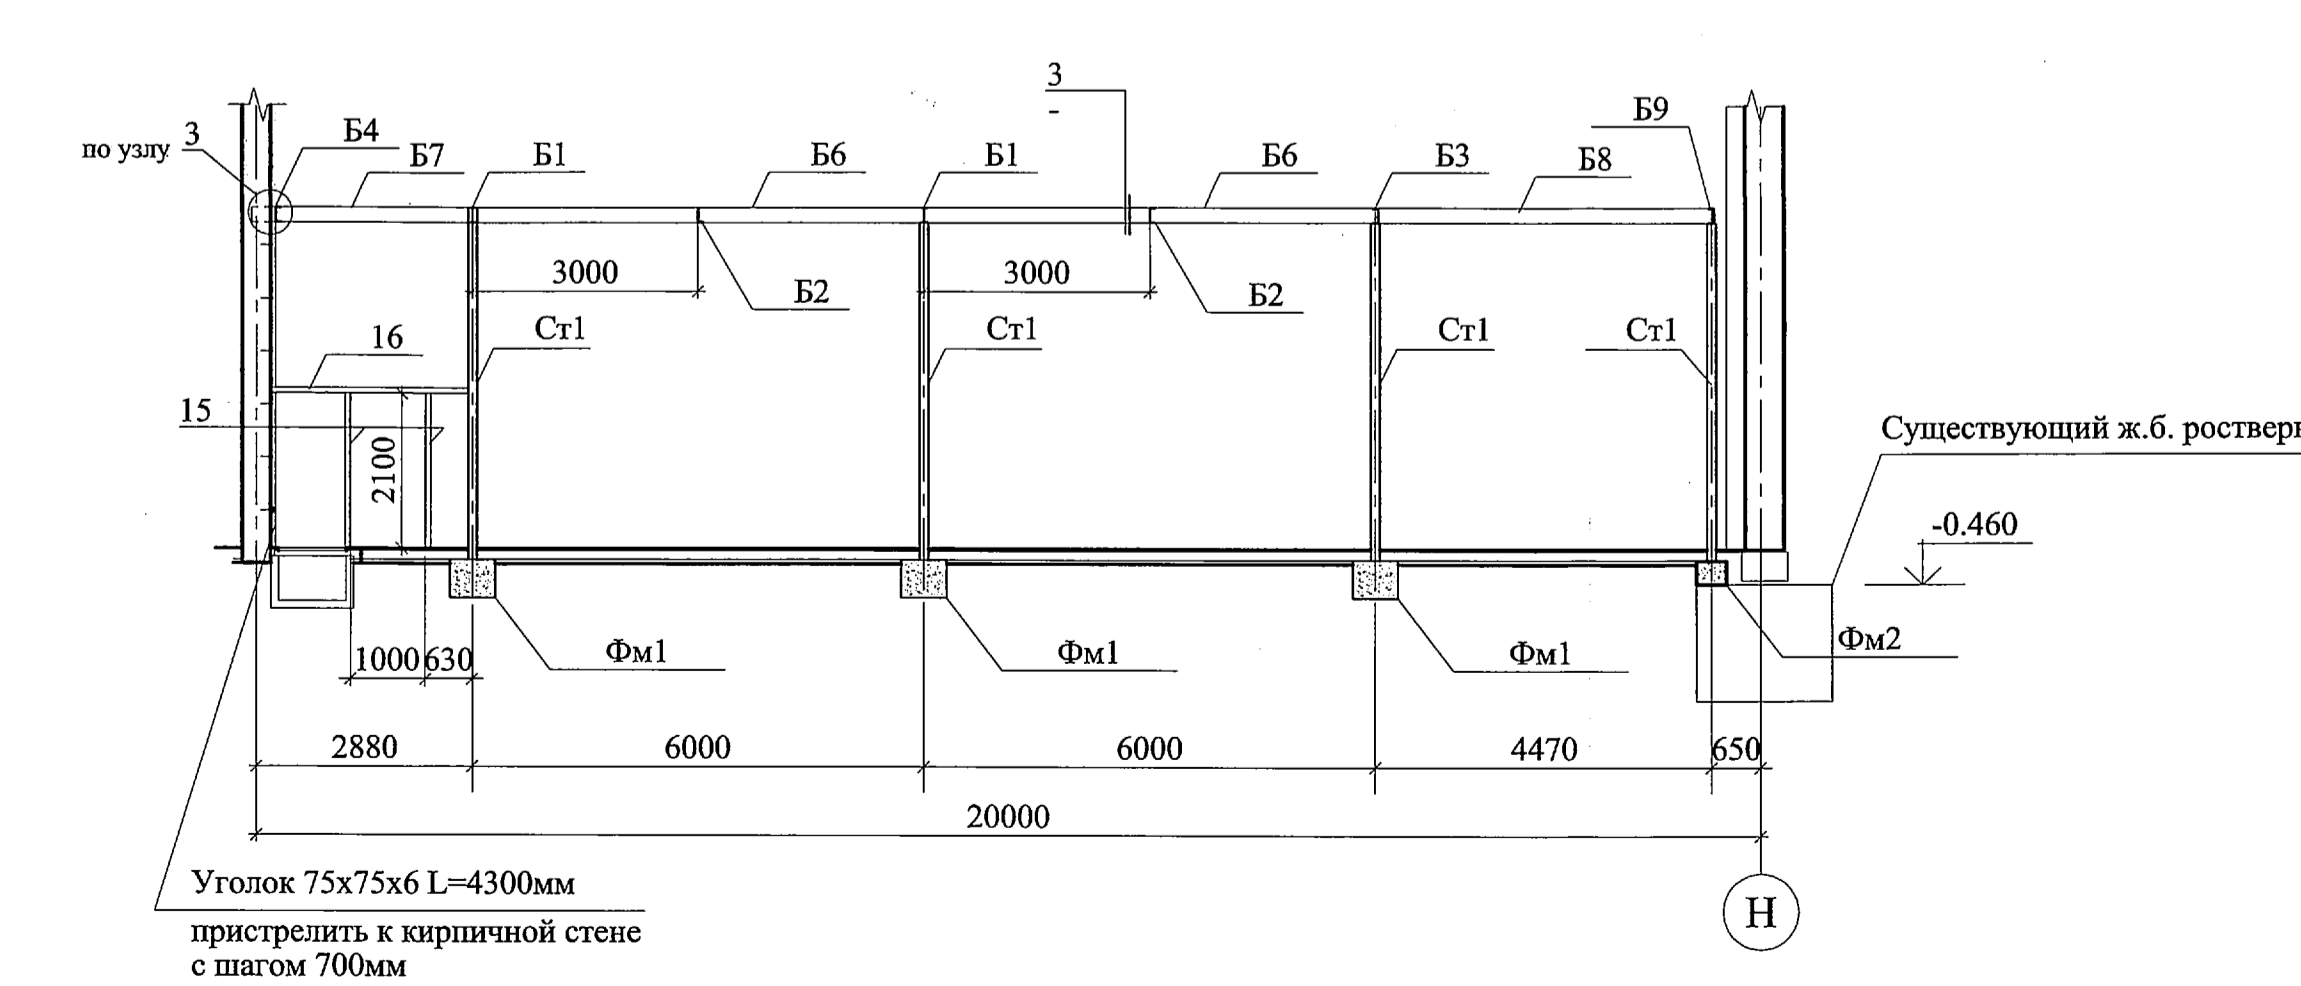 3
-
по узлу 3
Б4
Б7
Б1
Б6
Б1
Б6
Б3
Б8
Б9
3000
Б2
3000
Б2
16
Ст1
Ст1
Ст1
Ст1
15
2100
Существующий ж.б. ростверк
-0.460
1000
630
Фм1
Фм1
Фм1
Фм2
2880
6000
6000
4470
650
20000
Уголок 75х75х6 L=4300мм
пристрелить к кирпичной стене
с шагом 700мм
Н